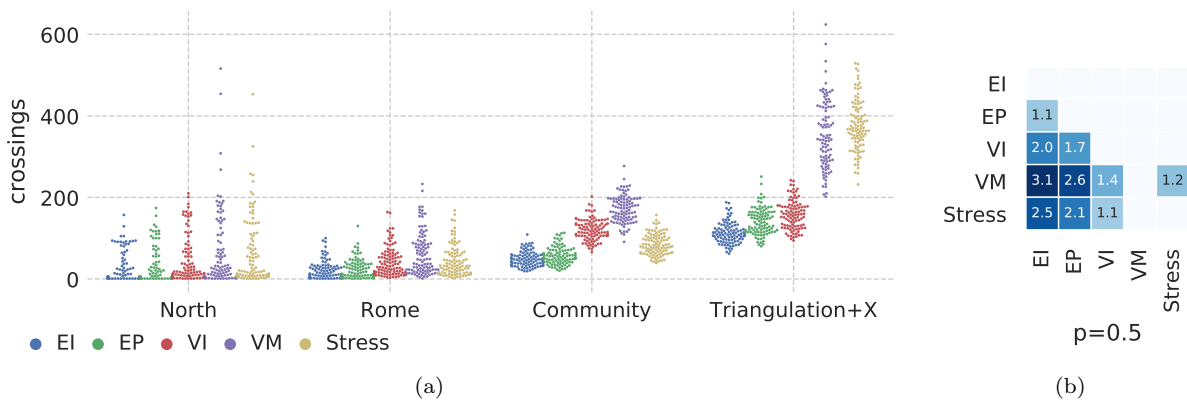 crossings
600
400
200
0
North Rome Community Triangulation+X
EI EP VI VM Stress
(a)
EI
EP 1.1
VI 2.0 1.7
VM 3.1 2.6 1.4 1.2
Stress 2.5 2.1 1.1
EI EP VI VM Stress
p=0.5
(b)